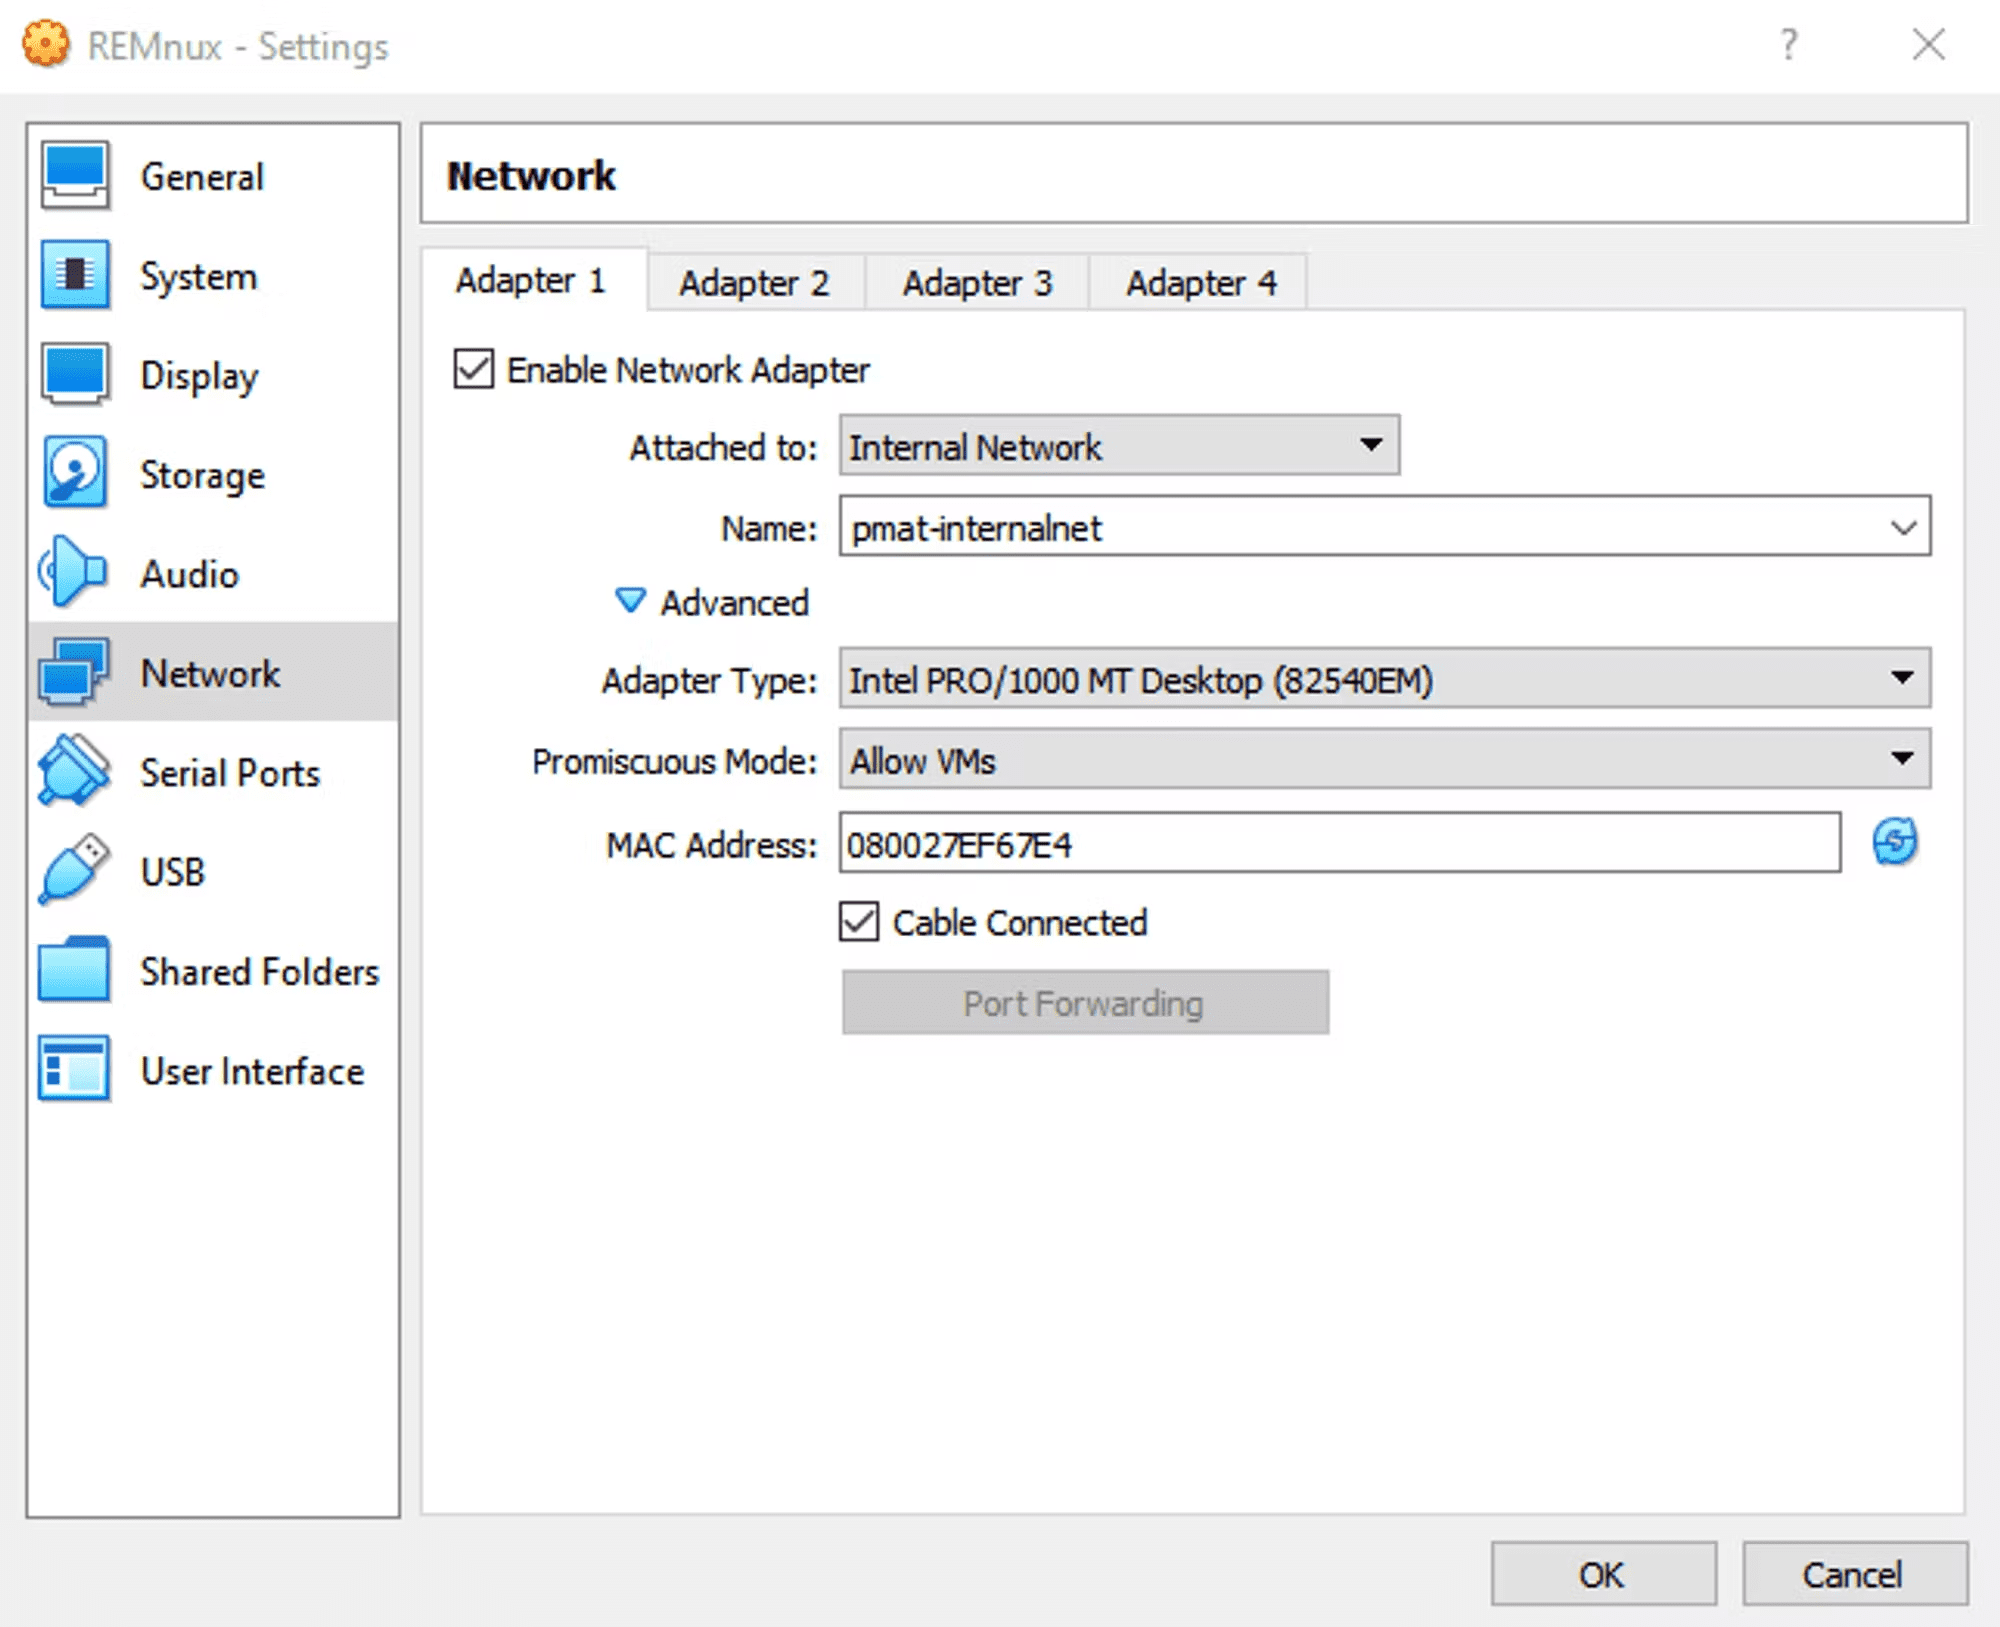 REMnux - Settings
?
General
System
Display
Storage
Audio
Network
Serial Ports
USB
Shared Folders
User Interface
Network
Adapter 1 Adapter 2 Adapter 3 Adapter 4
Enable Network Adapter
Attached to: Internal Network
Name: pmat-internalnet
Advanced
Adapter Type: Intel PRO/1000 MT Desktop (82540EM)
Promiscuous Mode: Allow VMs
MAC Address: 080027EF67E4
Cable Connected
Port Forwarding
OK Cancel